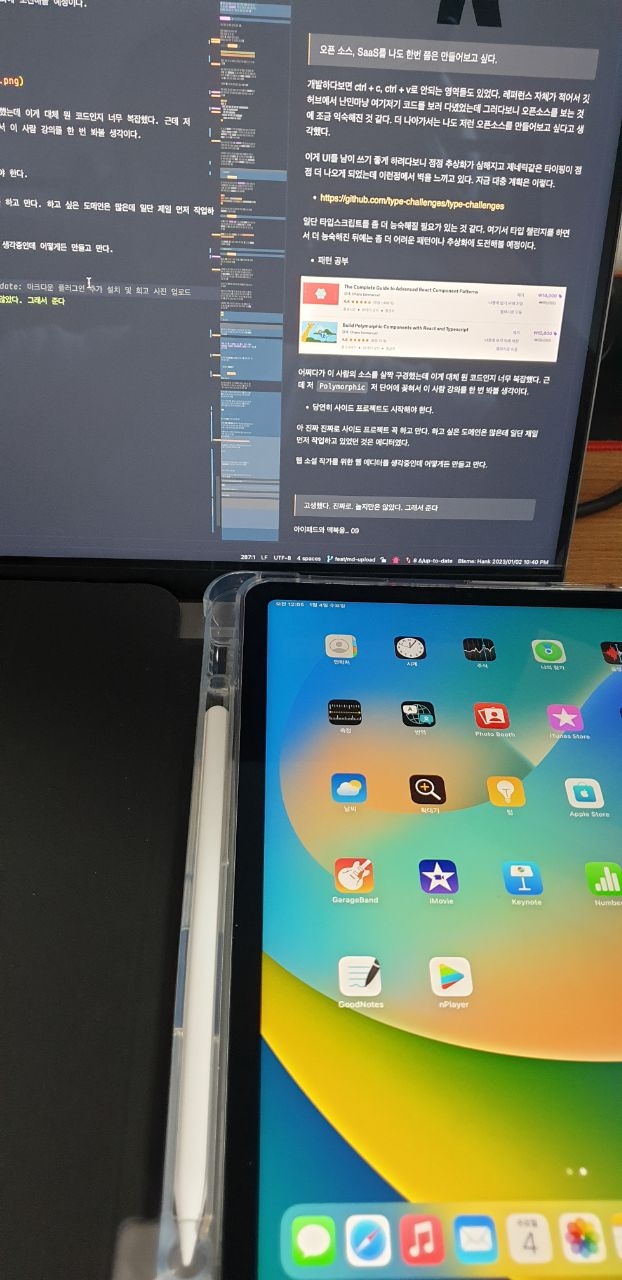 해볼 예정이다.
오픈 소스, SaaS를 나도 한번 쯤은 만들어보고 싶다.
.png)
개발하다보면 ctrl + c, ctrl + v로 안되는 영역들도 있었다. 레퍼런스 자체가 적어서 깃
허브에서 난민마냥 여기저기 코드를 보러 다녔었는데 그러다보니 오픈소스를 보는 것
에 조금 익숙해진 것 같다. 더 나아가서는 나도 저런 오픈소스를 만들어보고 싶다고 생
각했다.
했는데 이게 대체 뭔 코드인지 너무 복잡했다. 근데 저
서 이 사람 강의를 한 번 봐볼 생각이다.
이게 UI를 남이 쓰기 좋게 하려다보니 점점 추상화가 심해지고 제네릭같은 타이핑이 점
점 더 나오게 되었는데 이런점에서 벽을 느끼고 있다. 지금 대충 계획은 이렇다.
야 한다.
• https://github.com/type-challenges/type-challenges
하고 만다. 하고 싶은 도메인은 많은데 일단 제일 먼저 작업하
일단 타입스크립트를 좀 더 능숙해질 필요가 있는 것 같다. 여기서 타입 챌린지를 하면
서 더 능숙해진 뒤에는 좀 더 어려운 패턴이나 추상화에 도전해볼 예정이다.
생각중인데 어떻게든 만들고 만다.
• 패턴 공부
date: 마크다운 플러그인 추가 설치 및 회고 사진 업로드
않았다. 그래서 준다
The Complete Guide to Advanced React Component Patterns
Build Polymorphic Components with React and Typescript
어쩌다가 이 사람의 소스를 살짝 구경했는데 이게 대체 뭔 코드인지 너무 복잡했다. 근
데 저 Polymorphic 저 단어에 꽂혀서 이 사람 강의를 한 번 봐볼 생각이다.
• 당연히 사이드 프로젝트도 시작해야 한다.
아 진짜 진짜로 사이드 프로젝트 꼭 하고 만다. 하고 싶은 도메인은 많은데 일단 제일
먼저 작업하고 있었던 것은 에디터였다.
웹 소설 작가를 위한 웹 에디터를 생각중인데 어떻게든 만들고 만다.
고생했다. 진짜로. 놀지만은 않았다. 그래서 준다
아이패드와 맥북을... 09
287:1 LF UTF-8 4 spaces feat/md-upload 8 Δ/up-to-date Blame: Hank 2023/01/02 10:40 PM
오전 12:05 1월 4일 수요일
연락처 시계 주식 나의 찾기
측정 번역 Photo Booth iTunes Store
날씨 확대기 팁 Apple Store
GarageBand iMovie Keynote Number
GoodNotes nPlayer
수요일
4